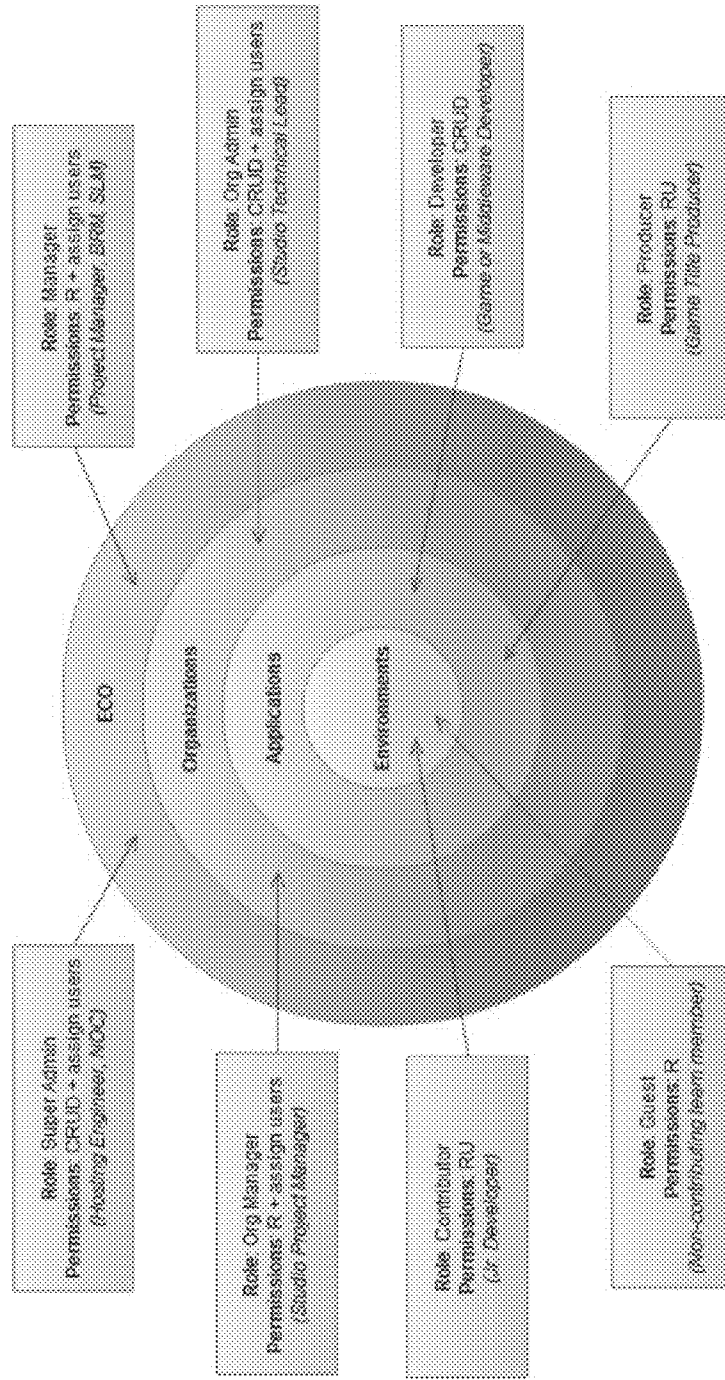 Role: Super Admin
Permissions: CRUD + assign users
(Hosting Engineer, MOC)
Role: Manager
Permissions: R + assign users
(Project Manager, BRM, SLM)
Role: Org Manager
Permissions: R + assign users
(Studio Project Manager)
Role: Org Admin
Permissions: CRUD + assign users
(Studio Technical Lead)
Role: Contributor
Permissions: RU
(Jr. Developer)
Role: Developer
Permissions: CRUD
(Game or Middleware Developer)
Role: Guest
Permissions: R
(Non-contributing team member)
Role: Producer
Permissions: RU
(Game Title Producer)
ECO
Organizations
Applications
Environments